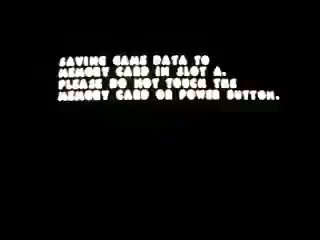 SAVING GAME DATA TO
MEMORY CARD IN SLOT A.
PLEASE DO NOT TOUCH THE
MEMORY CARD OR POWER BUTTON.